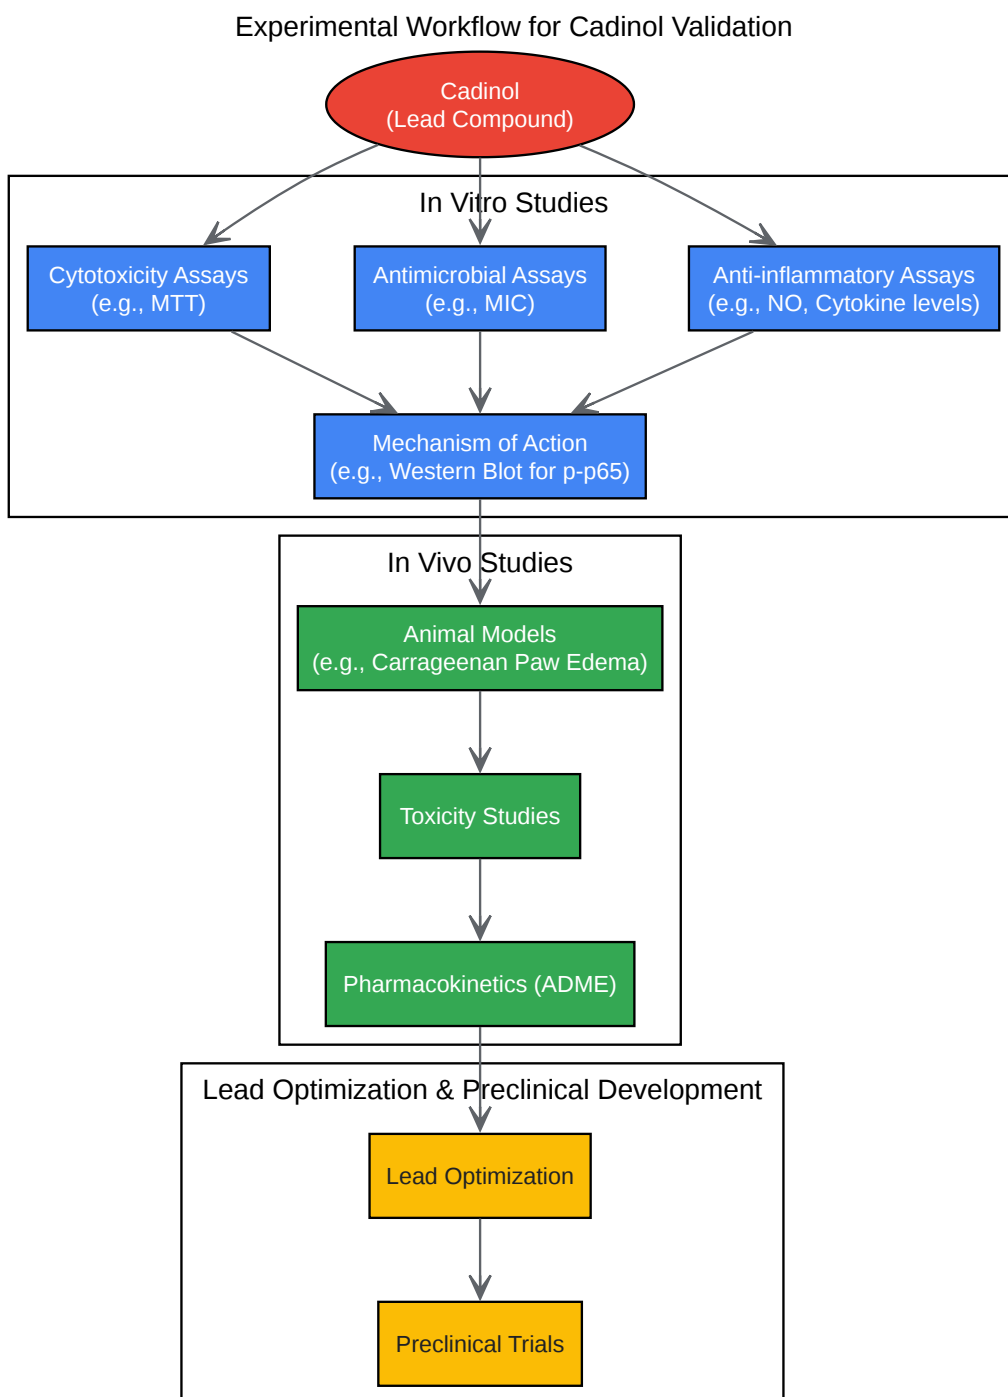 Experimental Workflow for Cadinol Validation
Cadinol
(Lead Compound)
In Vitro Studies
Cytotoxicity Assays
(e.g., MTT)
Antimicrobial Assays
(e.g., MIC)
Anti-inflammatory Assays
(e.g., NO, Cytokine levels)
Mechanism of Action
(e.g., Western Blot for p-p65)
In Vivo Studies
Animal Models
(e.g., Carrageenan Paw Edema)
Toxicity Studies
Pharmacokinetics (ADME)
Lead Optimization & Preclinical Development
Lead Optimization
Preclinical Trials